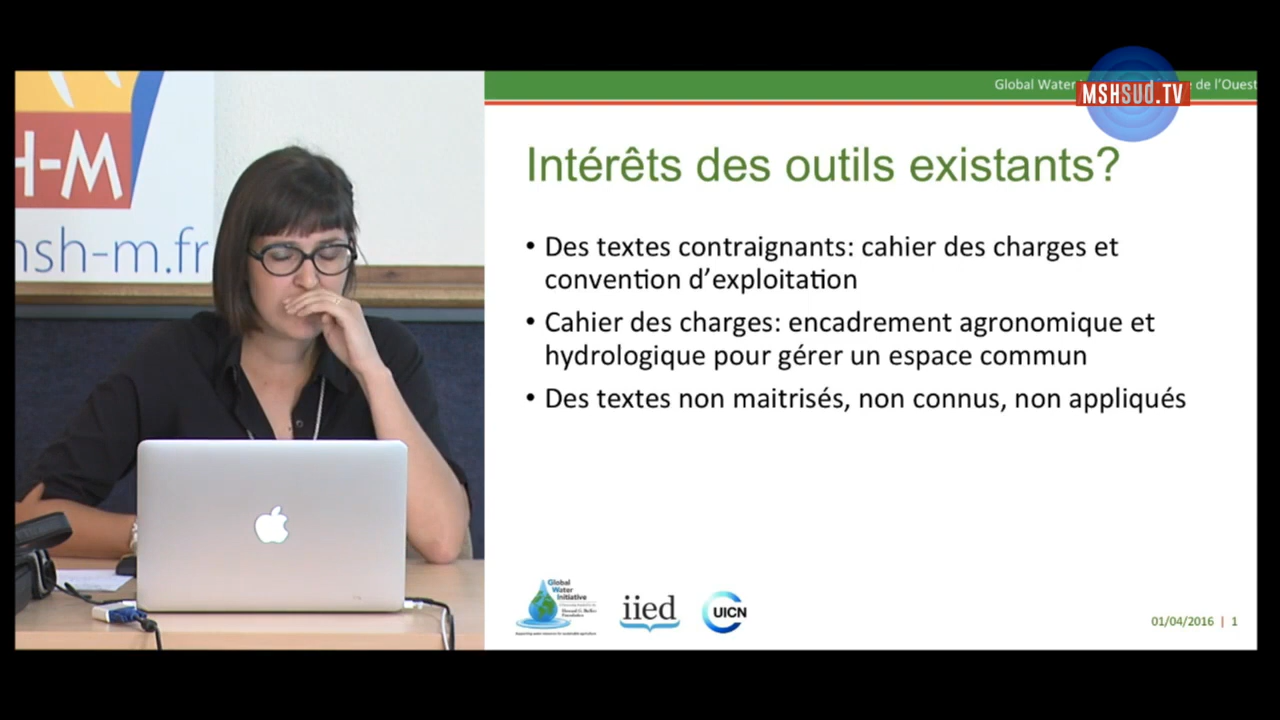 H-M
msh-m.fr
Global Water
de l'Ouest
MSHSUD.TV
Intérêts des outils existants?
• Des textes contraignants: cahier des charges et
convention d'exploitation
• Cahier des charges: encadrement agronomique et
hydrologique pour gérer un espace commun
• Des textes non maitrisés, non connus, non appliqués
Global
Water
Initiative
iied
UICN
01/04/2016 | 1